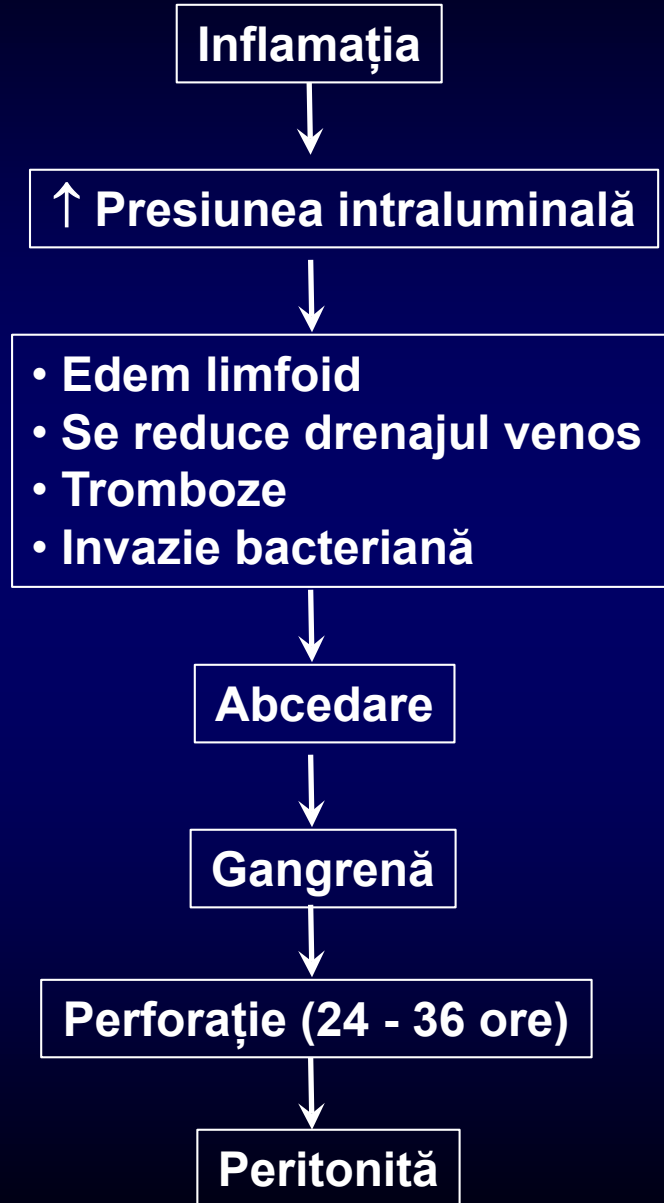 Inflamația
↑ Presiunea intraluminală
• Edem limfoid
• Se reduce drenajul venos
• Tromboze
• Invazie bacteriană
Abcedare
Gangrenă
Perforație (24 - 36 ore)
Peritonită